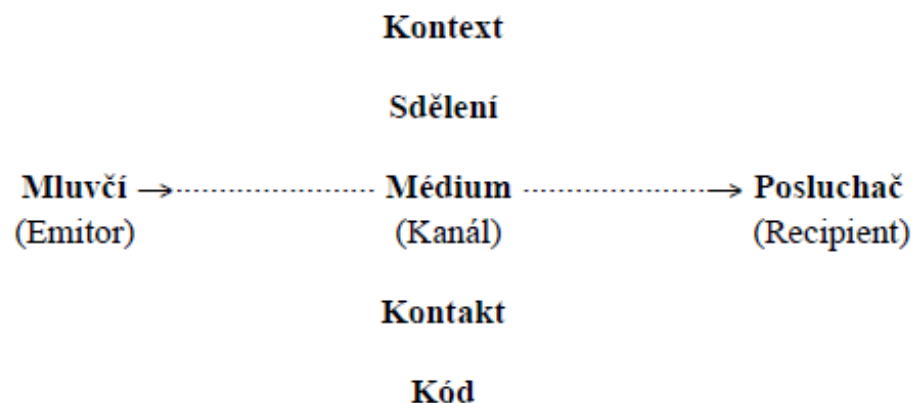 Kontext
Sdělení
Mluvčí Médium Posluchač
(Emitor) (Kanál) (Recipient)
Kontakt
Kód